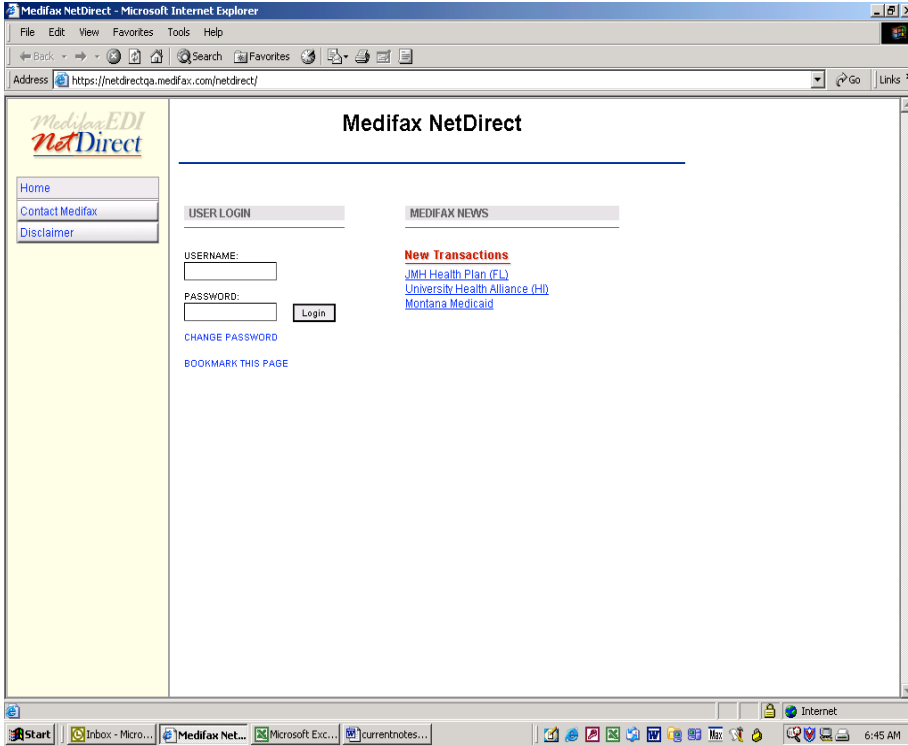 Medifax NetDirect - Microsoft Internet Explorer
File Edit View Favorites Tools Help
Back Search Favorites
Address https://netdirectqa.medifax.com/netdirect/ Go Links
MedifaxEDI
NetDirect
Medifax NetDirect
Home
Contact Medifax
Disclaimer
USER LOGIN
USERNAME:
PASSWORD:
Login
CHANGE PASSWORD
BOOKMARK THIS PAGE
MEDIFAX NEWS
New Transactions
JMH Health Plan (FL)
University Health Alliance (HI)
Montana Medicaid
Internet
Start Inbox - Micro... Medifax Net... Microsoft Exc... currentnotes... 6:45 AM